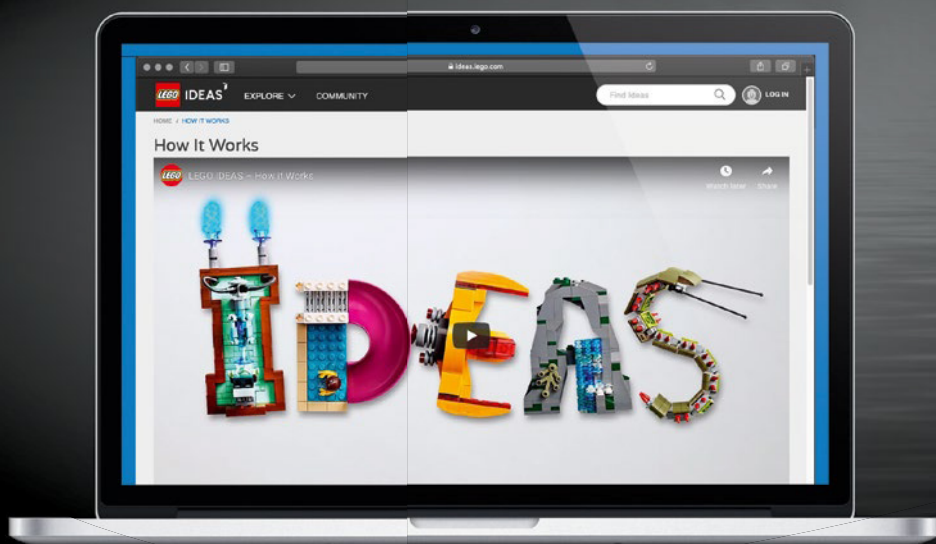 ideas.lego.com
LEGO IDEAS EXPLORE COMMUNITY
Find Ideas
LOG IN
HOME / HOW IT WORKS
How It Works
LEGO LEGO IDEAS – How It Works
Watch later Share
IDEAS